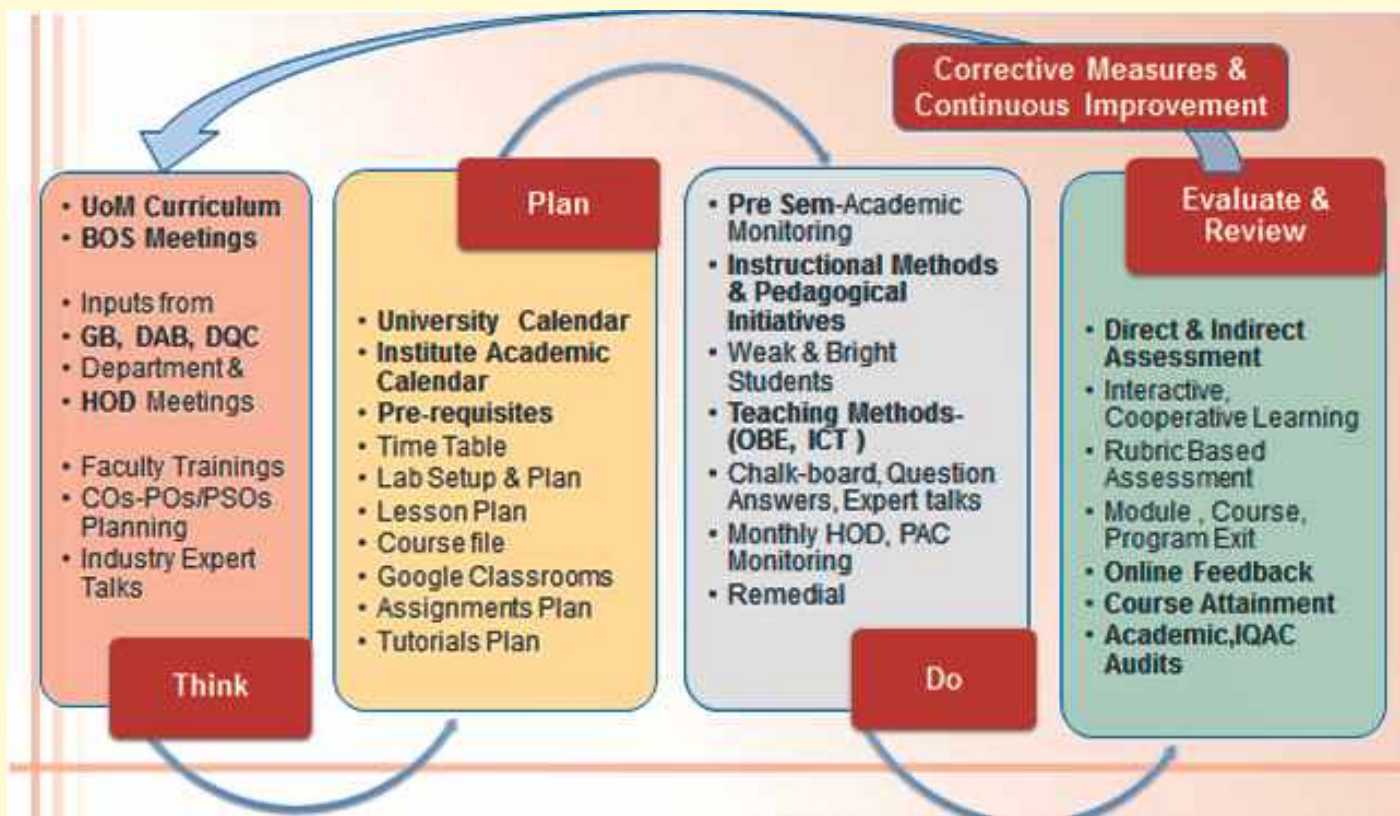 Corrective Measures &
Continuous Improvement
• UoM Curriculum
• BOS Meetings
• Inputs from
• GB, DAB, DQC
• Department &
• HOD Meetings
• Faculty Trainings
• COs-POs/PSOs
Planning
• Industry Expert
Talks
Think
Plan
• University Calendar
• Institute Academic
Calendar
• Pre-requisites
• Time Table
• Lab Setup & Plan
• Lesson Plan
• Course file
• Google Classrooms
• Assignments Plan
• Tutorials Plan
• Pre Sem-Academic
Monitoring
• Instructional Methods
& Pedagogical
Initiatives
• Weak & Bright
Students
• Teaching Methods-
(OBE, ICT )
• Chalk-board, Question
Answers, Expert talks
• Monthly HOD, PAC
Monitoring
• Remedial
Do
Evaluate &
Review
• Direct & Indirect
Assessment
• Interactive,
Cooperative Learning
• Rubric Based
Assessment
• Module , Course,
Program Exit
• Online Feedback
• Course Attainment
• Academic,IQAC
Audits